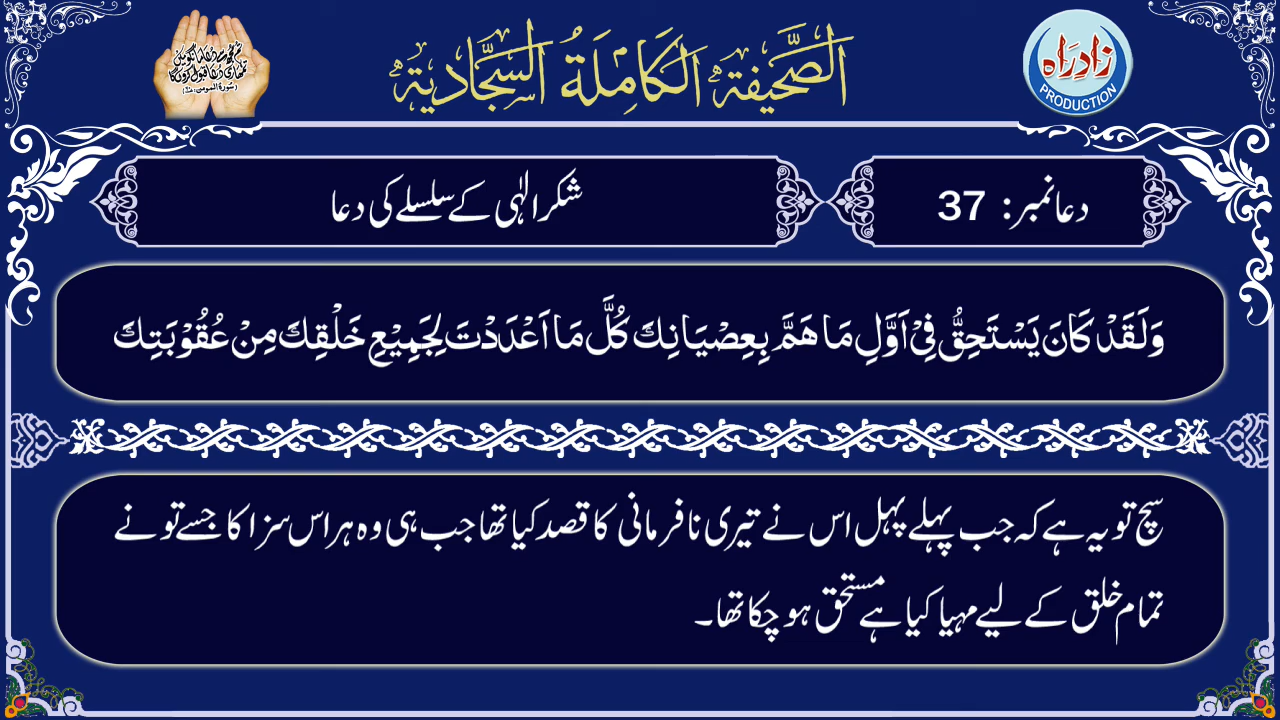 الصَّحِيفَةُ الكَامِلَةُ السَّجَّادِيَةُ
زادِراہ
PRODUCTION
دعا نمبر: 37
شکر الٰہی کے سلسلے کی دعا
وَلَقَدْ كَانَ يَسْتَحِقُّ فِيْ اَوَّلِ مَا هَمَّ بِعِصْيَانِكَ كُلَّ مَا اَعْدَدْتَ لِجَمِيْعِ خَلْقِكَ مِنْ عُقُوْبَتِكَ
سچ تو یہ ہے کہ جب پہلے پہل اس نے تیری نافرمانی کا قصد کیا تھا جب ہی وہ ہر اس سزا کا جسے تو نے
تمام خلق کے لیے مہیا کیا ہے مستحق ہو چکا تھا۔